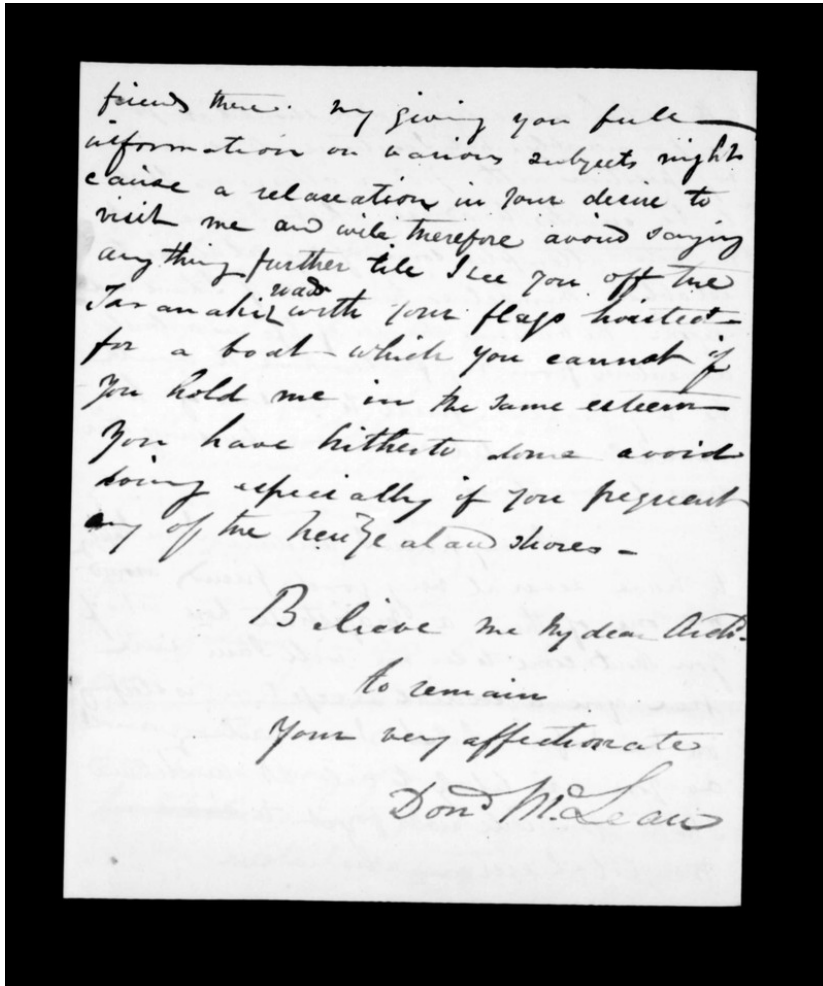 friends there. My giving you full
information on various subjects might
cause a relaxation in your desire to
visit me and will therefore avoid saying
anything further till I see you off the
Taranaki roads with your flags hoisted
for a boat which you cannot if
you hold me in the same esteem
you have hitherto done avoid
doing especially if you frequent
any of the New Zealand shores –
Believe me My dear Archd.
to remain
Your very affectionate
Dond McLean